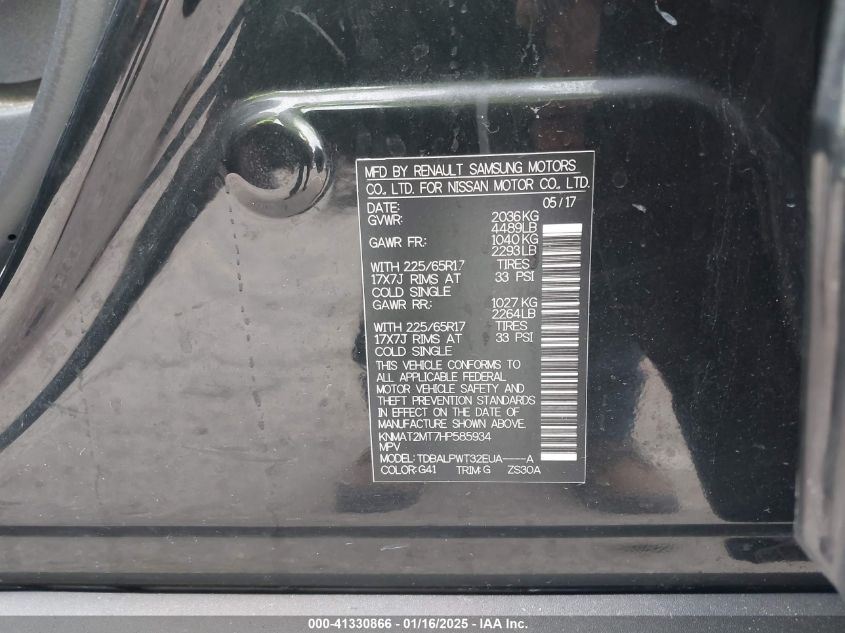 MFD BY RENAULT SAMSUNG MOTORS
CO., LTD. FOR NISSAN MOTOR CO., LTD.
DATE: 05/17
GVWR: 2036KG
4489LB
GAWR FR: 1040KG
2293LB
WITH 225/65R17 TIRES
17X7J RIMS AT 33 PSI
COLD SINGLE
GAWR RR: 1027KG
2264LB
WITH 225/65R17 TIRES
17X7J RIMS AT 33 PSI
COLD SINGLE
THIS VEHICLE CONFORMS TO
ALL APPLICABLE FEDERAL
MOTOR VEHICLE SAFETY AND
THEFT PREVENTION STANDARDS
IN EFFECT ON THE DATE OF
MANUFACTURE SHOWN ABOVE.
KNMAT2MT7HP585934
MPV
MODEL: TDBALPWT32EUA----A
COLOR: G41 TRIM: G ZS30A
000-41330866 - 01/16/2025 - IAA Inc.